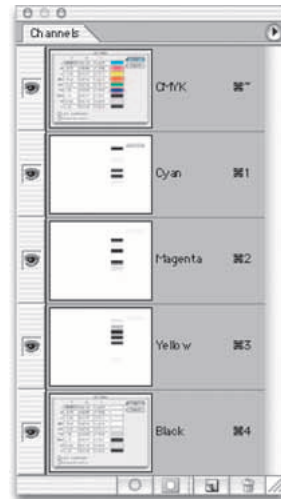 Channels
CMYK ⌘~
Cyan ⌘1
Magenta ⌘2
Yellow ⌘3
Black ⌘4